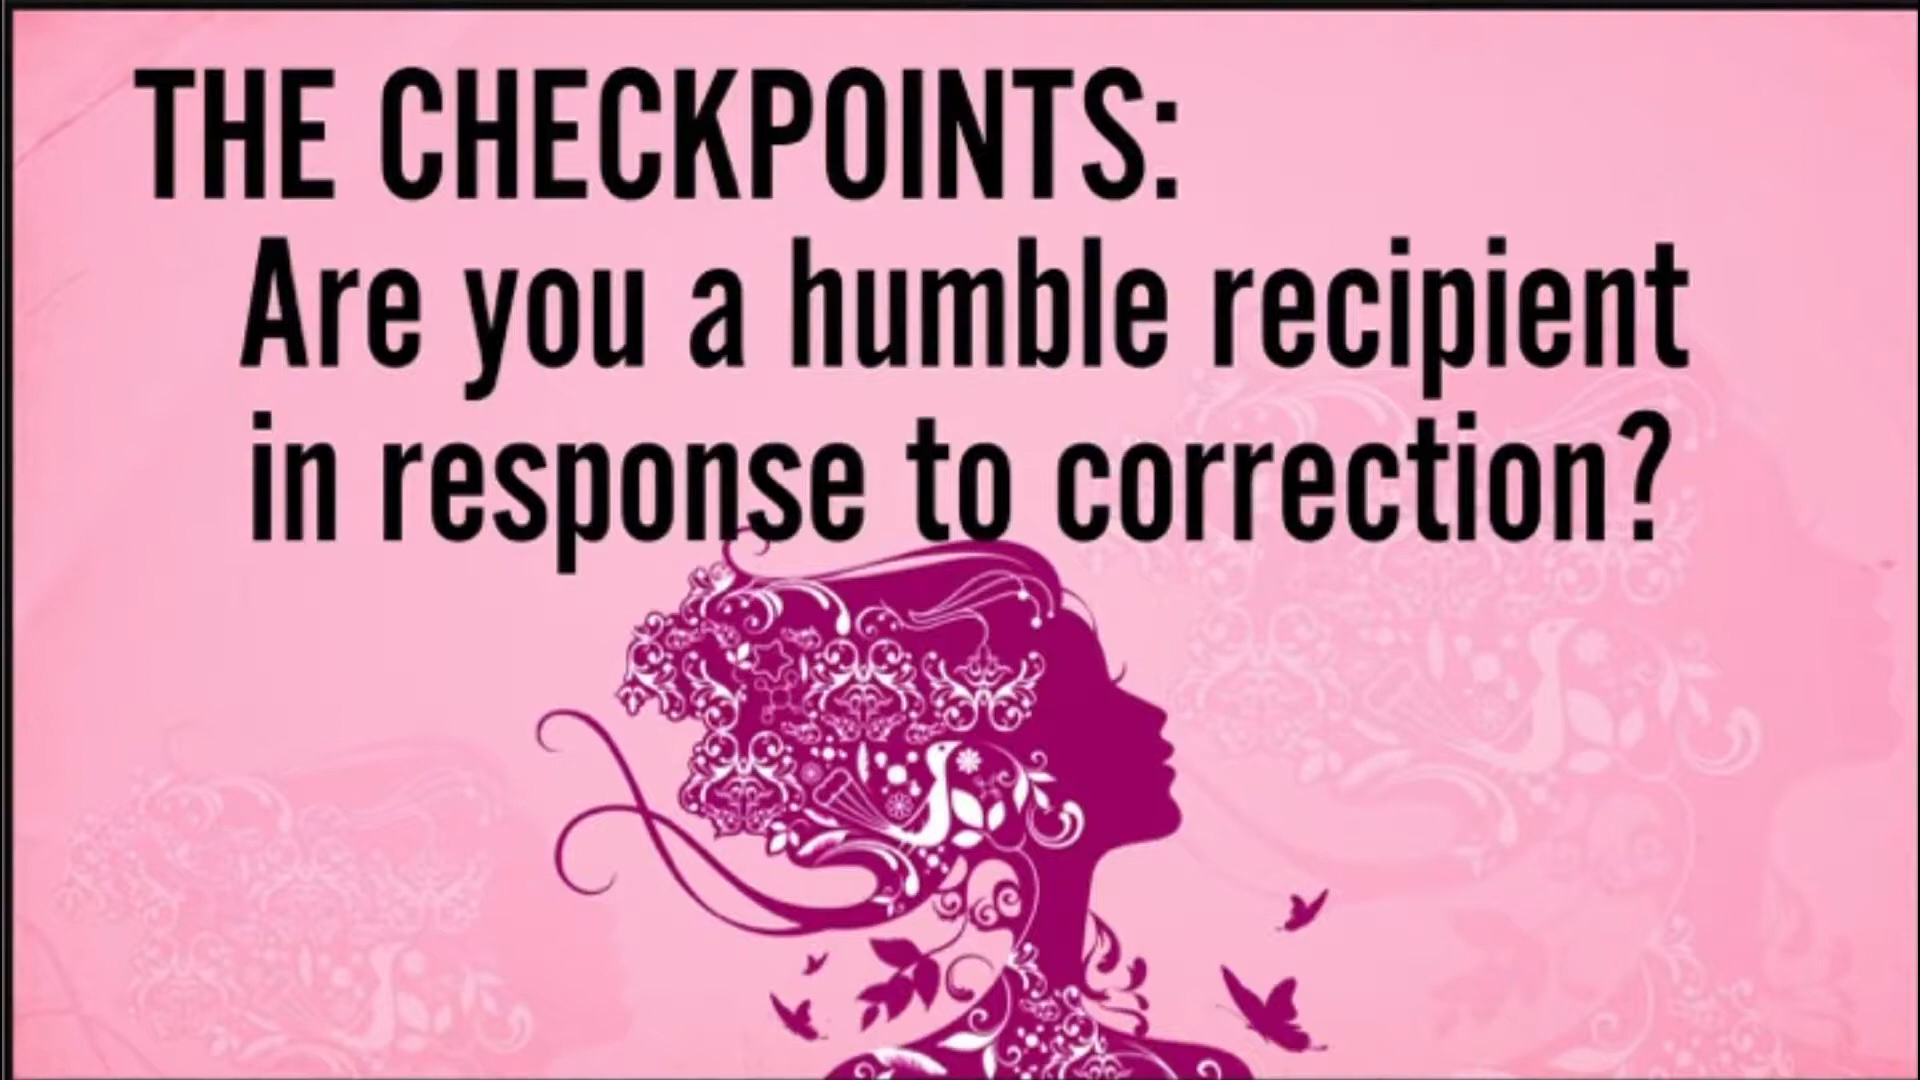 THE CHECKPOINTS:
Are you a humble recipient
in response to correction?